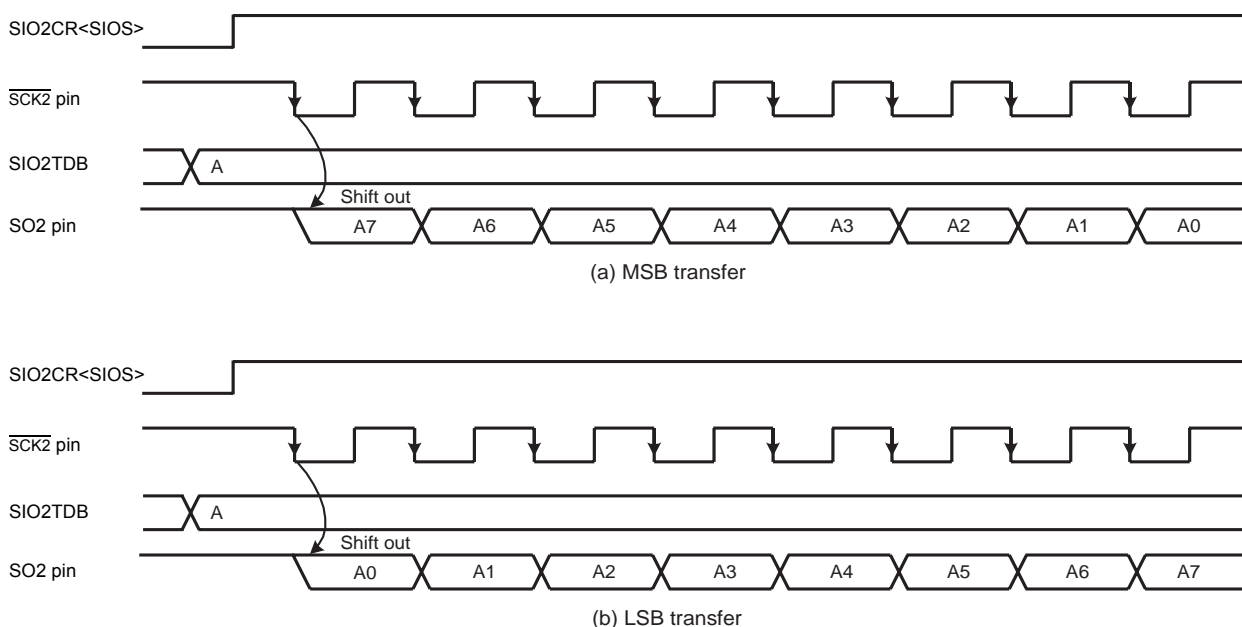 SIO2CR<SIOS>
SCK2 pin
SIO2TDB
A
Shift out
SO2 pin
A7 A6 A5 A4 A3 A2 A1 A0
(a) MSB transfer
SIO2CR<SIOS>
SCK2 pin
SIO2TDB
A
Shift out
SO2 pin
A0 A1 A2 A3 A4 A5 A6 A7
(b) LSB transfer